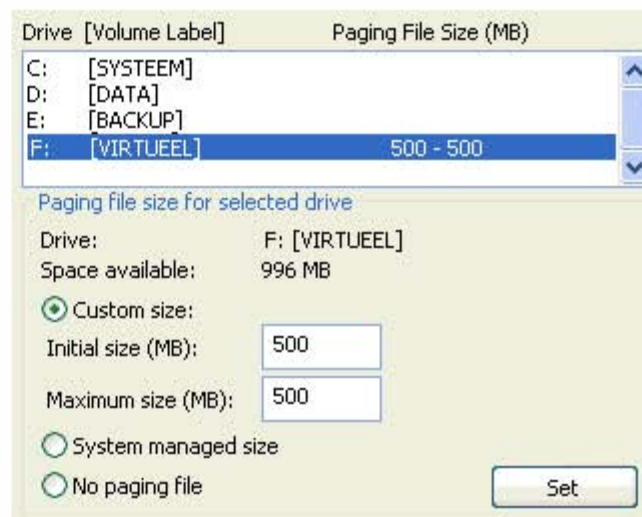 Drive [Volume Label] Paging File Size (MB)
C: [SYSTEEM]
D: [DATA]
E: [BACKUP]
F: [VIRTUEEL] 500 - 500
Paging file size for selected drive
Drive: F: [VIRTUEEL]
Space available: 996 MB
Custom size:
Initial size (MB): 500
Maximum size (MB): 500
System managed size
No paging file Set